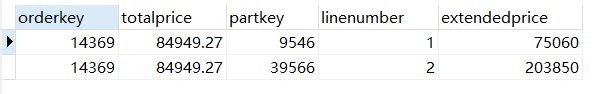 orderkey totalprice partkey linenumber extendedprice
14369 84949.27 9546 1 75060
14369 84949.27 39566 2 203850